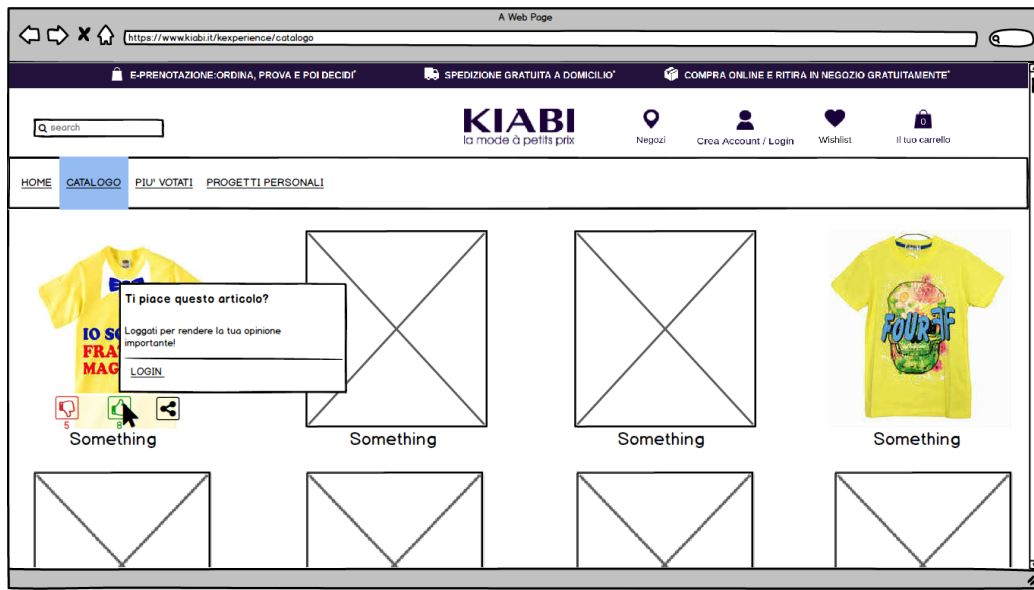 A Web Page
https://www.kiabi.it/kexperience/catalogo
E-PRENOTAZIONE:ORDINA, PROVA E POI DECIDI*
SPEDIZIONE GRATUITA A DOMICILIO*
COMPRA ONLINE E RITIRA IN NEGOZIO GRATUITAMENTE*
search
KIABI
la mode à petits prix
Negozi
Crea Account / Login
Wishlist
0
Il tuo carrello
HOME
CATALOGO
PIU' VOTATI
PROGETTI PERSONALI
Ti piace questo articolo?
Loggati per rendere la tua opinione
importante!
LOGIN
IO
FRA
MAG
FOUR
5
8
Something
Something
Something
Something